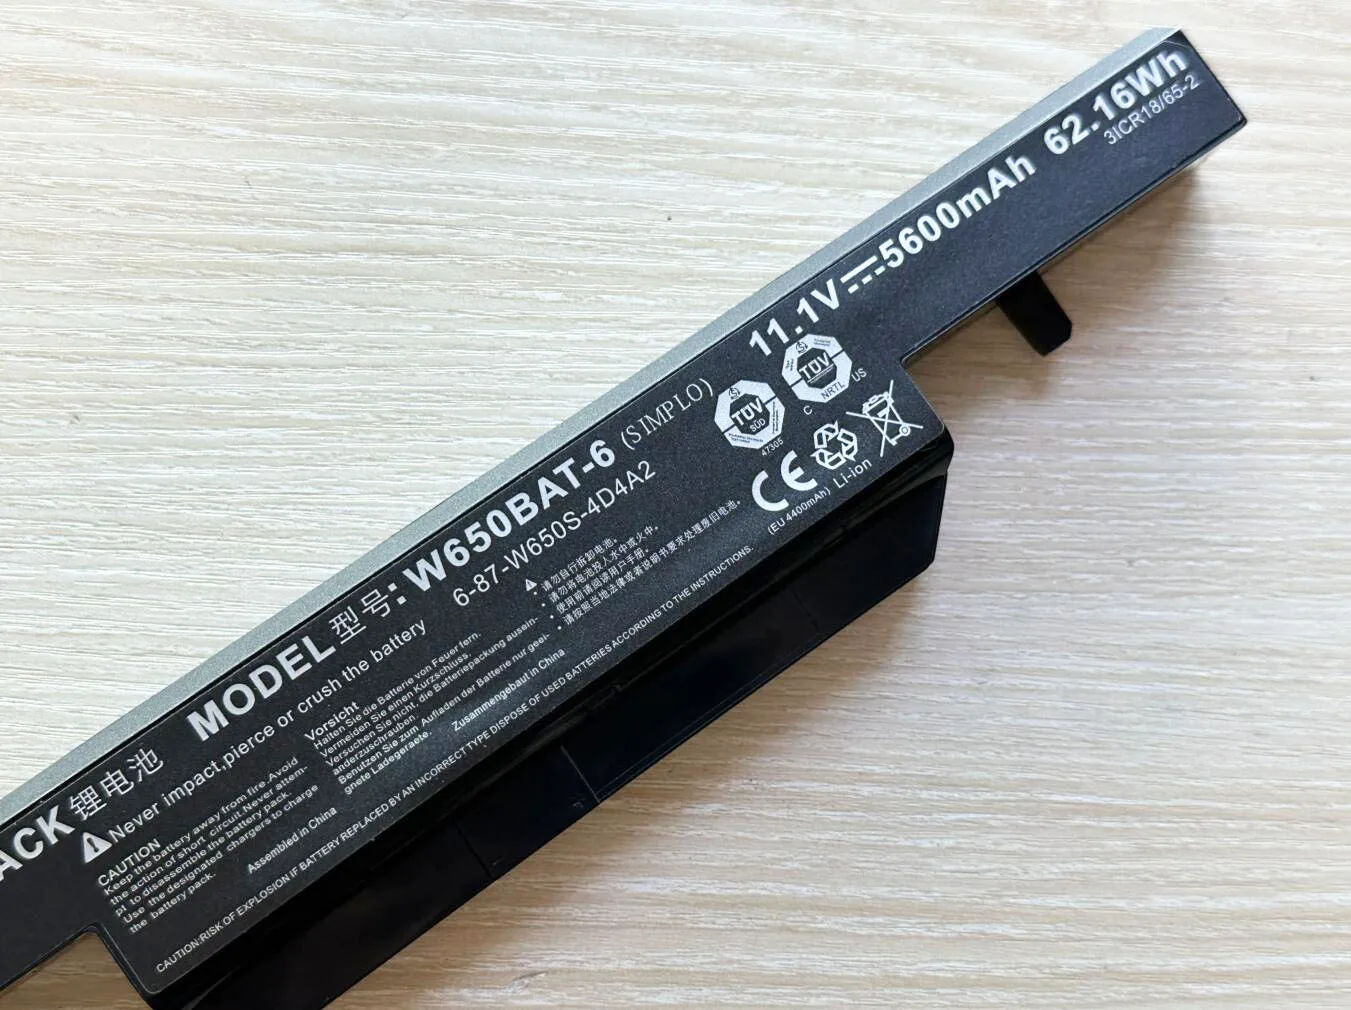 ACK 锂电池
MODEL 型号: W650BAT-6 (SIMPLO)
6-87-W650S-4D4A2
11.1V 5600mAh 62.16Wh
3ICR18/65-2
Never impact,pierce or crush the battery
CAUTION
Keep the battery away from fire.Avoid
the action of short circuit.Never attem-
pt to disassemble the battery pack.
Use the designated chargers to charge
the battery pack.
Assembled in China
Vorsicht
Halten Sie die Batterie von Feuer fern.
Vermeiden Sie einen Kurzschluss.
Versuchen Sie nicht, die Batteriepackung ausein-
anderzuschrauben.
Benutzen Sie zum Aufladen der Batterie nur geei-
gnete Ladegeraete.
Zusammengebaut in China
请勿自行拆卸电池。
请勿将电池投入水中或火中。
使用前请阅读用户手册。
请按照当地法律或者说明书要求处理废旧电池。
CAUTION:RISK OF EXPLOSION IF BATTERY REPLACED BY AN INCORRECT TYPE DISPOSE OF USED BATTERIES ACCORDING TO THE INSTRUCTIONS.
TÜV
SÜD
47305
TÜV
C NRTL US
CE
Li-ion
(EU 4400mAh)